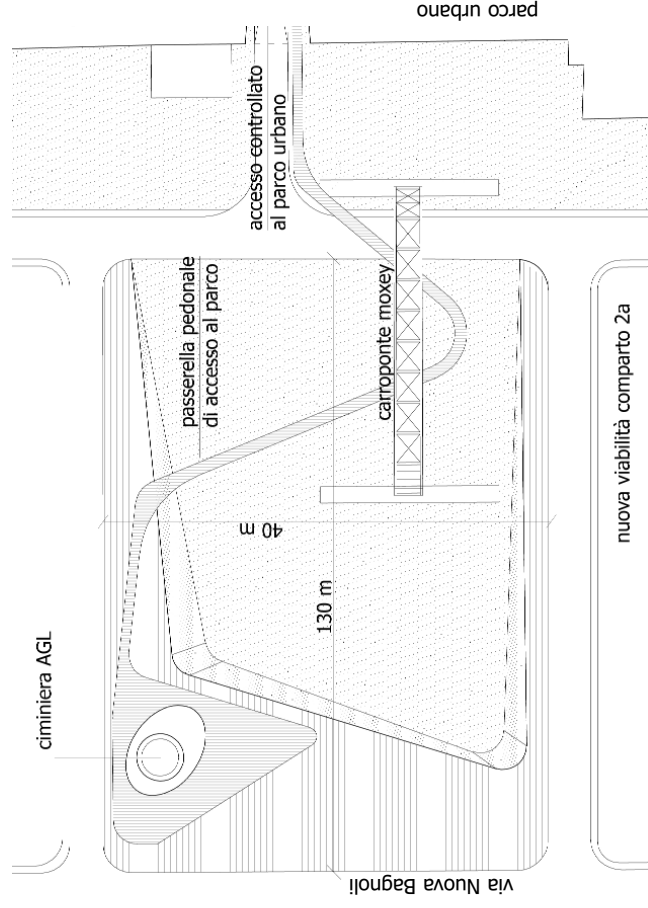 parco urbano
accesso controllato
al parco urbano
passerella pedonale
di accesso al parco
carroponte moxey
nuova viabilità comparto 2a
40 m
130 m
ciminiera AGL
via Nuova Bagnoli